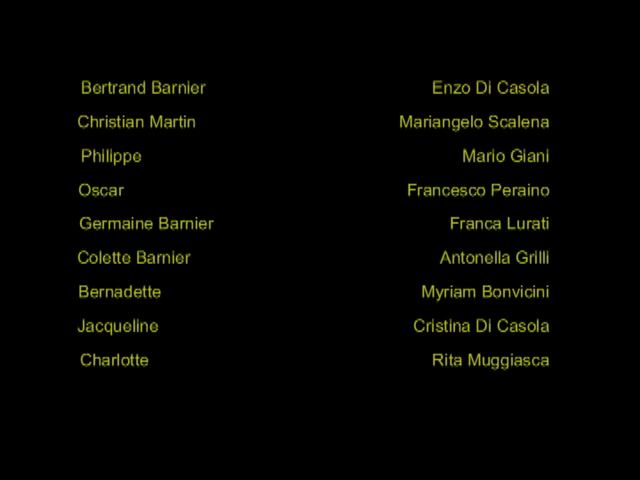 Bertrand Barnier Enzo Di Casola
Christian Martin Mariangelo Scalena
Philippe Mario Giani
Oscar Francesco Peraino
Germaine Barnier Franca Lurati
Colette Barnier Antonella Grilli
Bernadette Myriam Bonvicini
Jacqueline Cristina Di Casola
Charlotte Rita Muggiasca